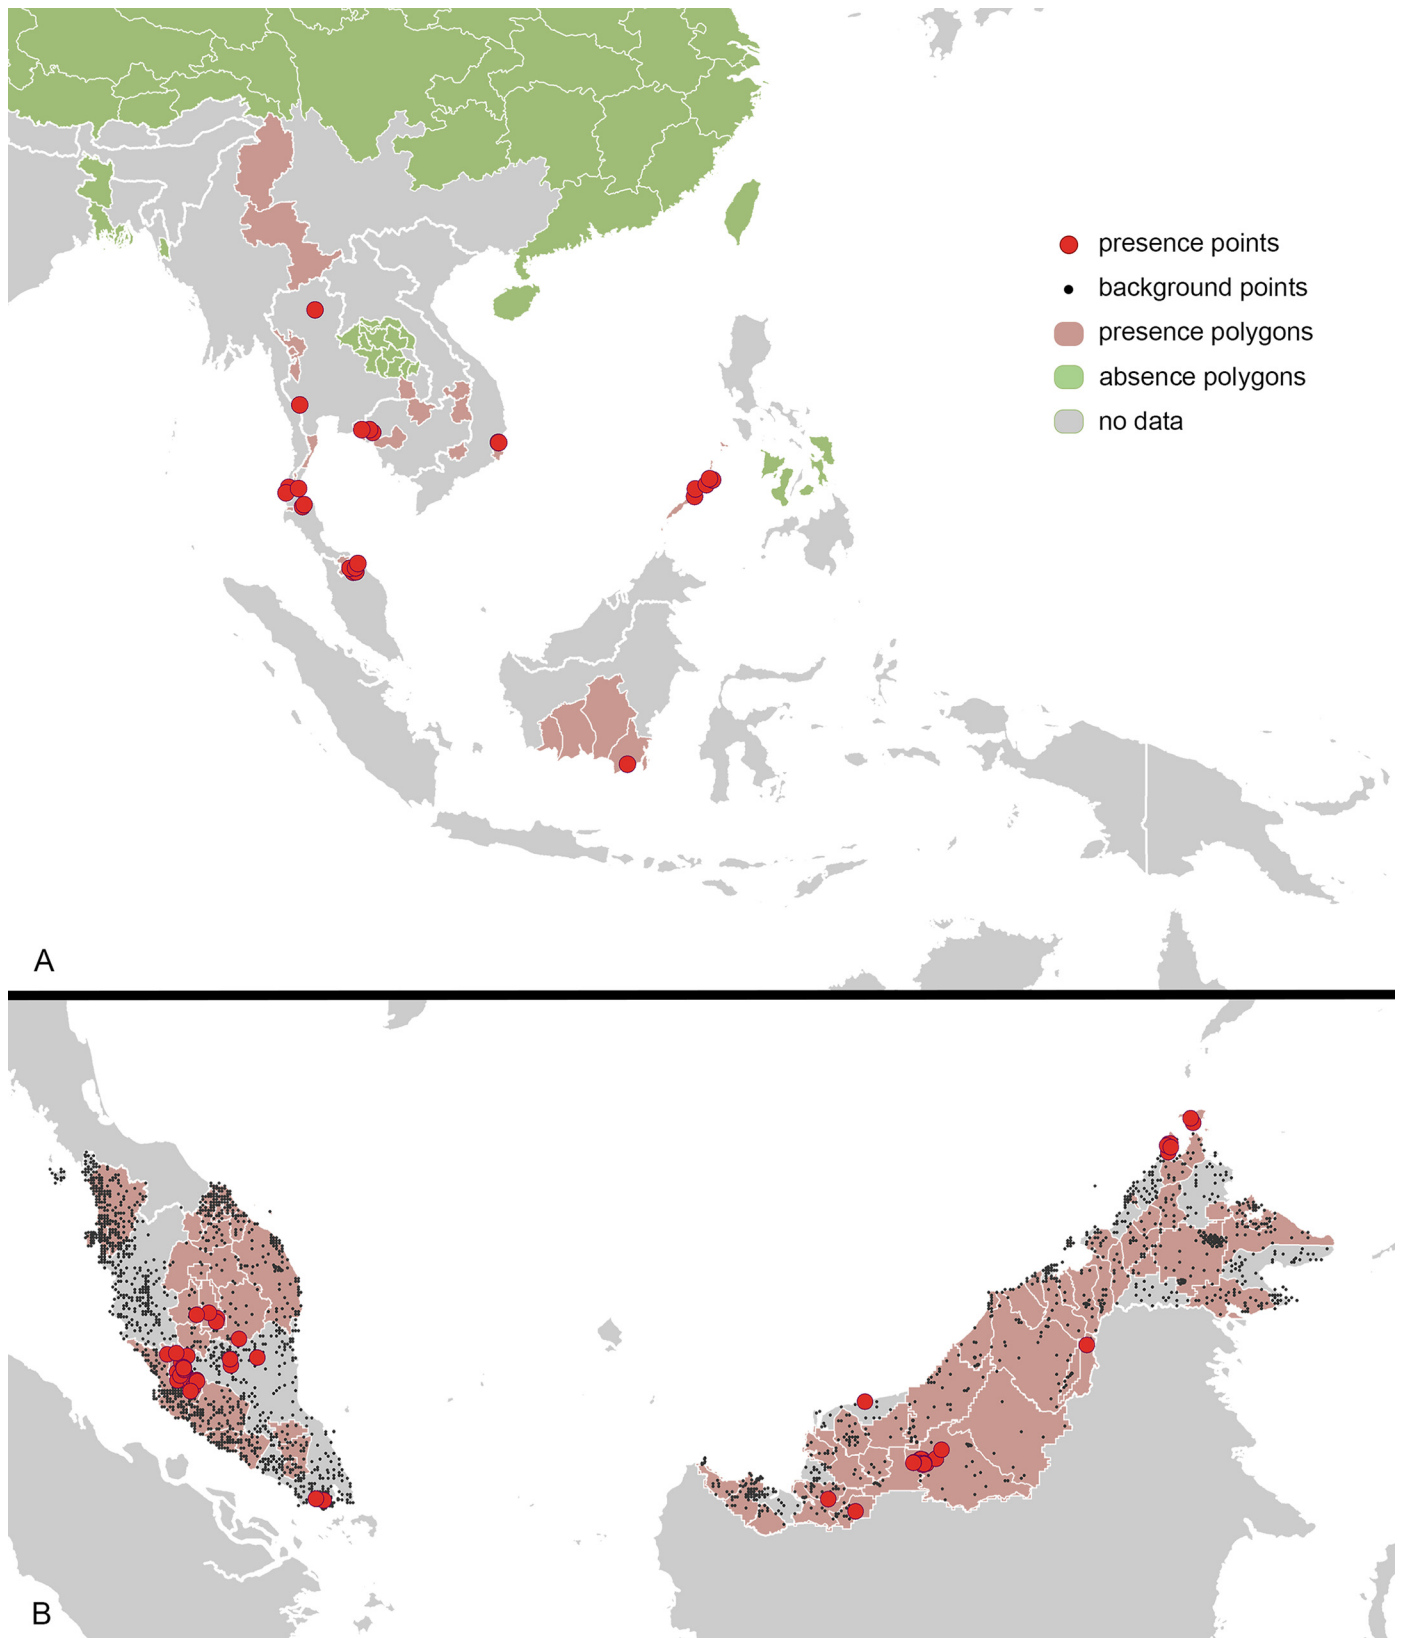 presence points
background points
presence polygons
absence polygons
no data
A
B